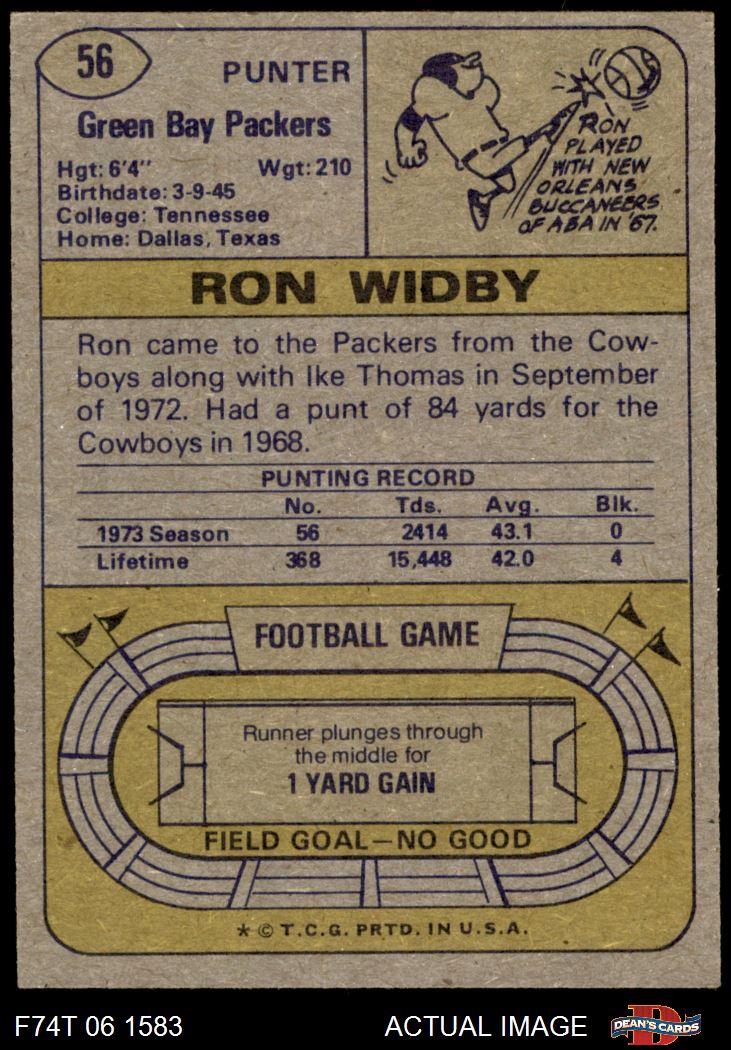 56
PUNTER
Green Bay Packers
Hgt: 6'4" Wgt: 210
Birthdate: 3-9-45
College: Tennessee
Home: Dallas, Texas
RON
PLAYED
WITH NEW
ORLEANS
BUCCANEERS
OF ABA IN '67.
RON WIDBY
Ron came to the Packers from the Cow-
boys along with Ike Thomas in September
of 1972. Had a punt of 84 yards for the
Cowboys in 1968.
PUNTING RECORD
No. Tds. Avg. Blk.
1973 Season 56 2414 43.1 0
Lifetime 368 15,448 42.0 4
FOOTBALL GAME
Runner plunges through
the middle for
1 YARD GAIN
FIELD GOAL—NO GOOD
* © T.C.G. PRTD. IN U.S.A.
F74T 06 1583 ACTUAL IMAGE
D
DEAN'S CARDS